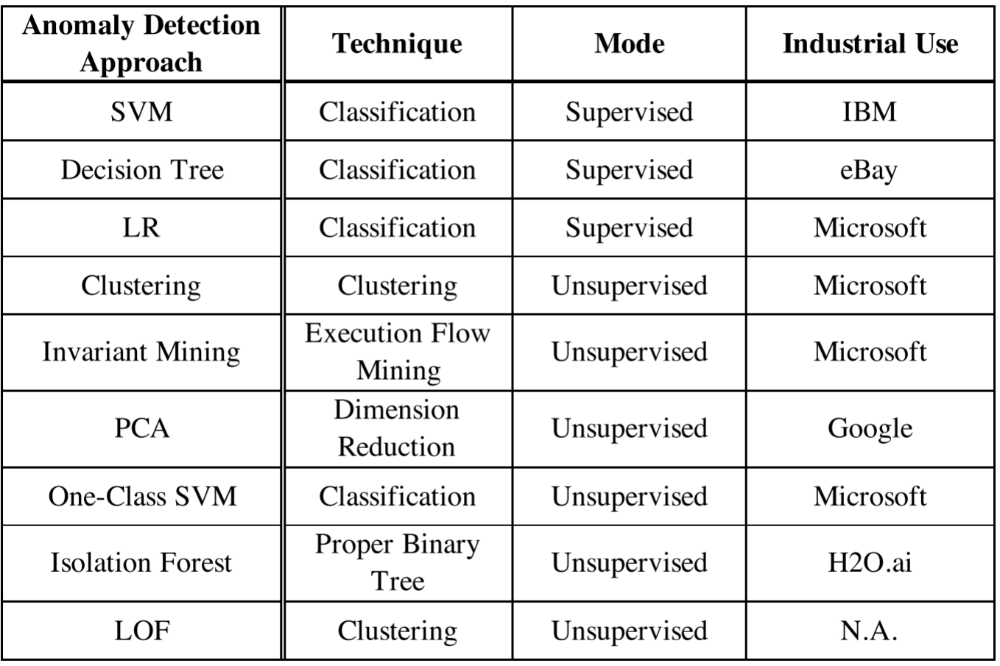 Anomaly Detection Approach Technique Mode Industrial Use
SVM Classification Supervised IBM
Decision Tree Classification Supervised eBay
LR Classification Supervised Microsoft
Clustering Clustering Unsupervised Microsoft
Invariant Mining Execution Flow Mining Unsupervised Microsoft
PCA Dimension Reduction Unsupervised Google
One-Class SVM Classification Unsupervised Microsoft
Isolation Forest Proper Binary Tree Unsupervised H2O.ai
LOF Clustering Unsupervised N.A.